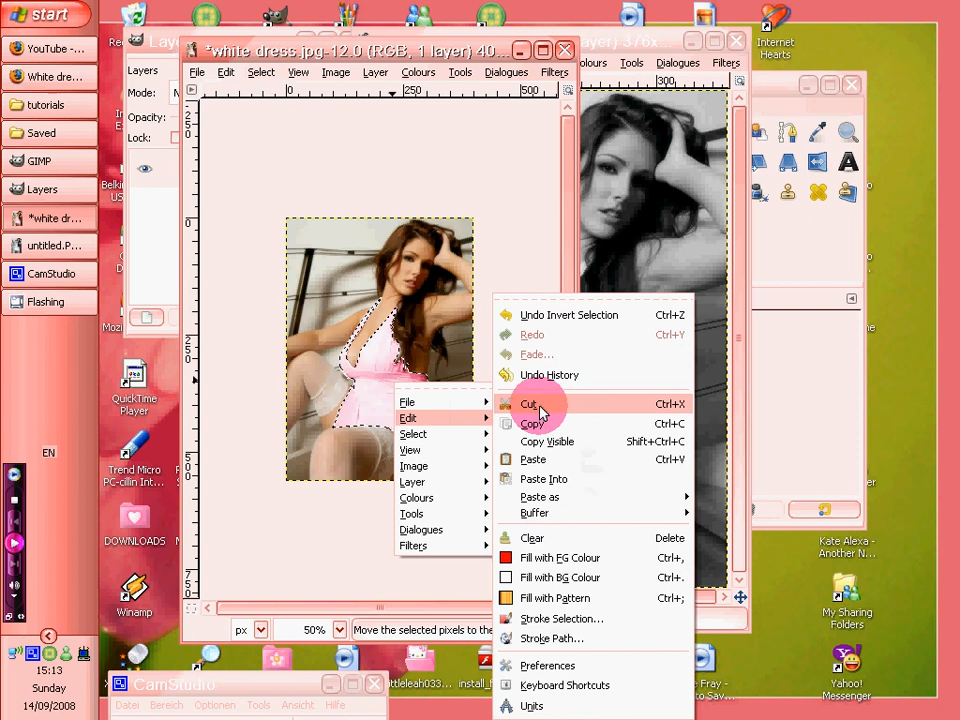 start
YouTube -...
White dre...
tutorials
Saved
GIMP
Layers
*white dr...
untitled.P...
CamStudio
Flashing
EN
15:13
Sunday
14/09/2008
Internet
Hearts
Layers
Mode:
Opacity:
Lock:
*white dress.jpg-12.0 (RGB, 1 layer) 40...
File Edit Select View Image Layer Colours Tools Dialogues Filters
0 250 500
px 50% Move the selected pixels to the
layer) 376x...
Tools Dialogues Filters
300
File
Edit
Select
View
Image
Layer
Colours
Tools
Dialogues
Filters
Undo Invert Selection Ctrl+Z
Redo Ctrl+Y
Fade...
Undo History
Cut Ctrl+X
Copy Ctrl+C
Copy Visible Shift+Ctrl+C
Paste Ctrl+V
Paste Into
Paste as
Buffer
Clear Delete
Fill with FG Colour Ctrl+,
Fill with BG Colour Ctrl+.
Fill with Pattern Ctrl+;
Stroke Selection...
Stroke Path...
Preferences
Keyboard Shortcuts
Units
QuickTime
Player
Trend Micro
PC-cillin Int...
DOWNLOADS
Winamp
Kate Alexa -
Another N...
My Sharing
Folders
Yahoo!
Messenger
CamStudio
Datei Bereich Optionen Tools Ansicht Hilfe